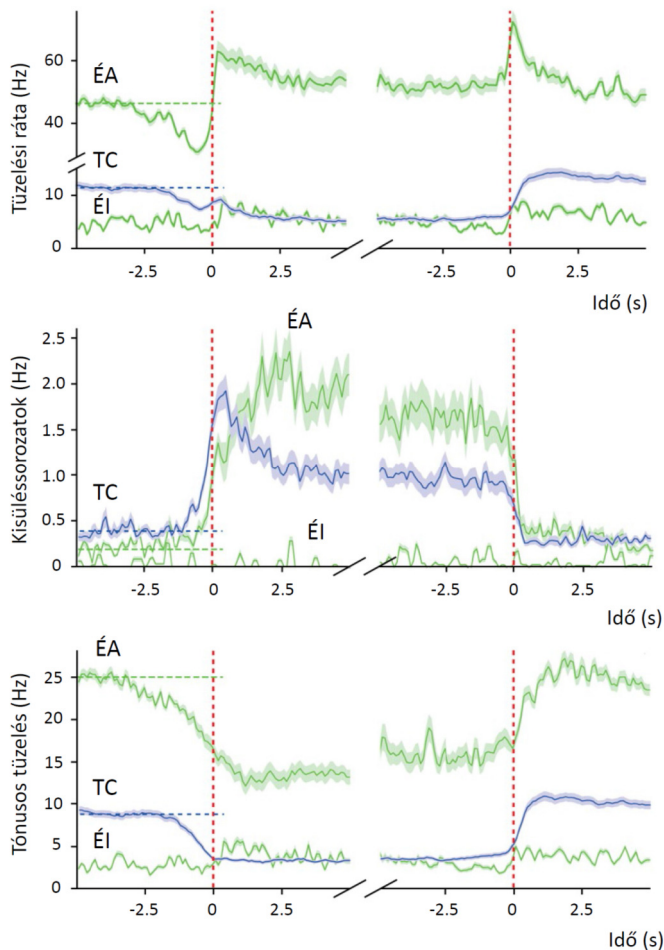 Tüzelési ráta (Hz)
60
40
10
0
ÉA
TC
ÉI
-2.5 0 2.5 -2.5 0 2.5
Idő (s)
Kisüléssorozatok (Hz)
2.5
2.0
1.5
1.0
0.5
0
ÉA
TC
ÉI
-2.5 0 2.5 -2.5 0 2.5
Idő (s)
Tónusos tüzelés (Hz)
25
20
15
10
5
0
ÉA
TC
ÉI
-2.5 0 2.5 -2.5 0 2.5
Idő (s)